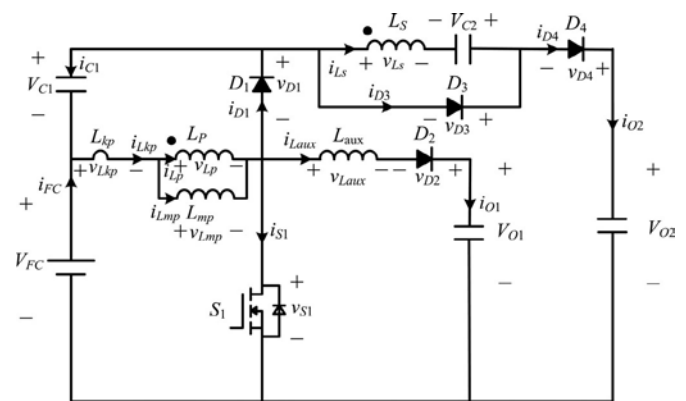 L_S − V_C2 + i_D4 D_4
+ i_C1 + i_Ls + v_Ls − − v_D4 +
V_C1 D_1 v_D1 i_D3 D_3
− i_D1 − − v_D3 + i_O2
L_kp i_Lkp L_P i_Laux L_aux D_2
+ v_Lkp − i_Lp + v_Lp − + v_Laux − − v_D2 + + +
i_FC i_Lmp L_mp i_O1
+ + v_Lmp − i_S1 V_O1 V_O2
V_FC + − −
− S_1 v_S1
−